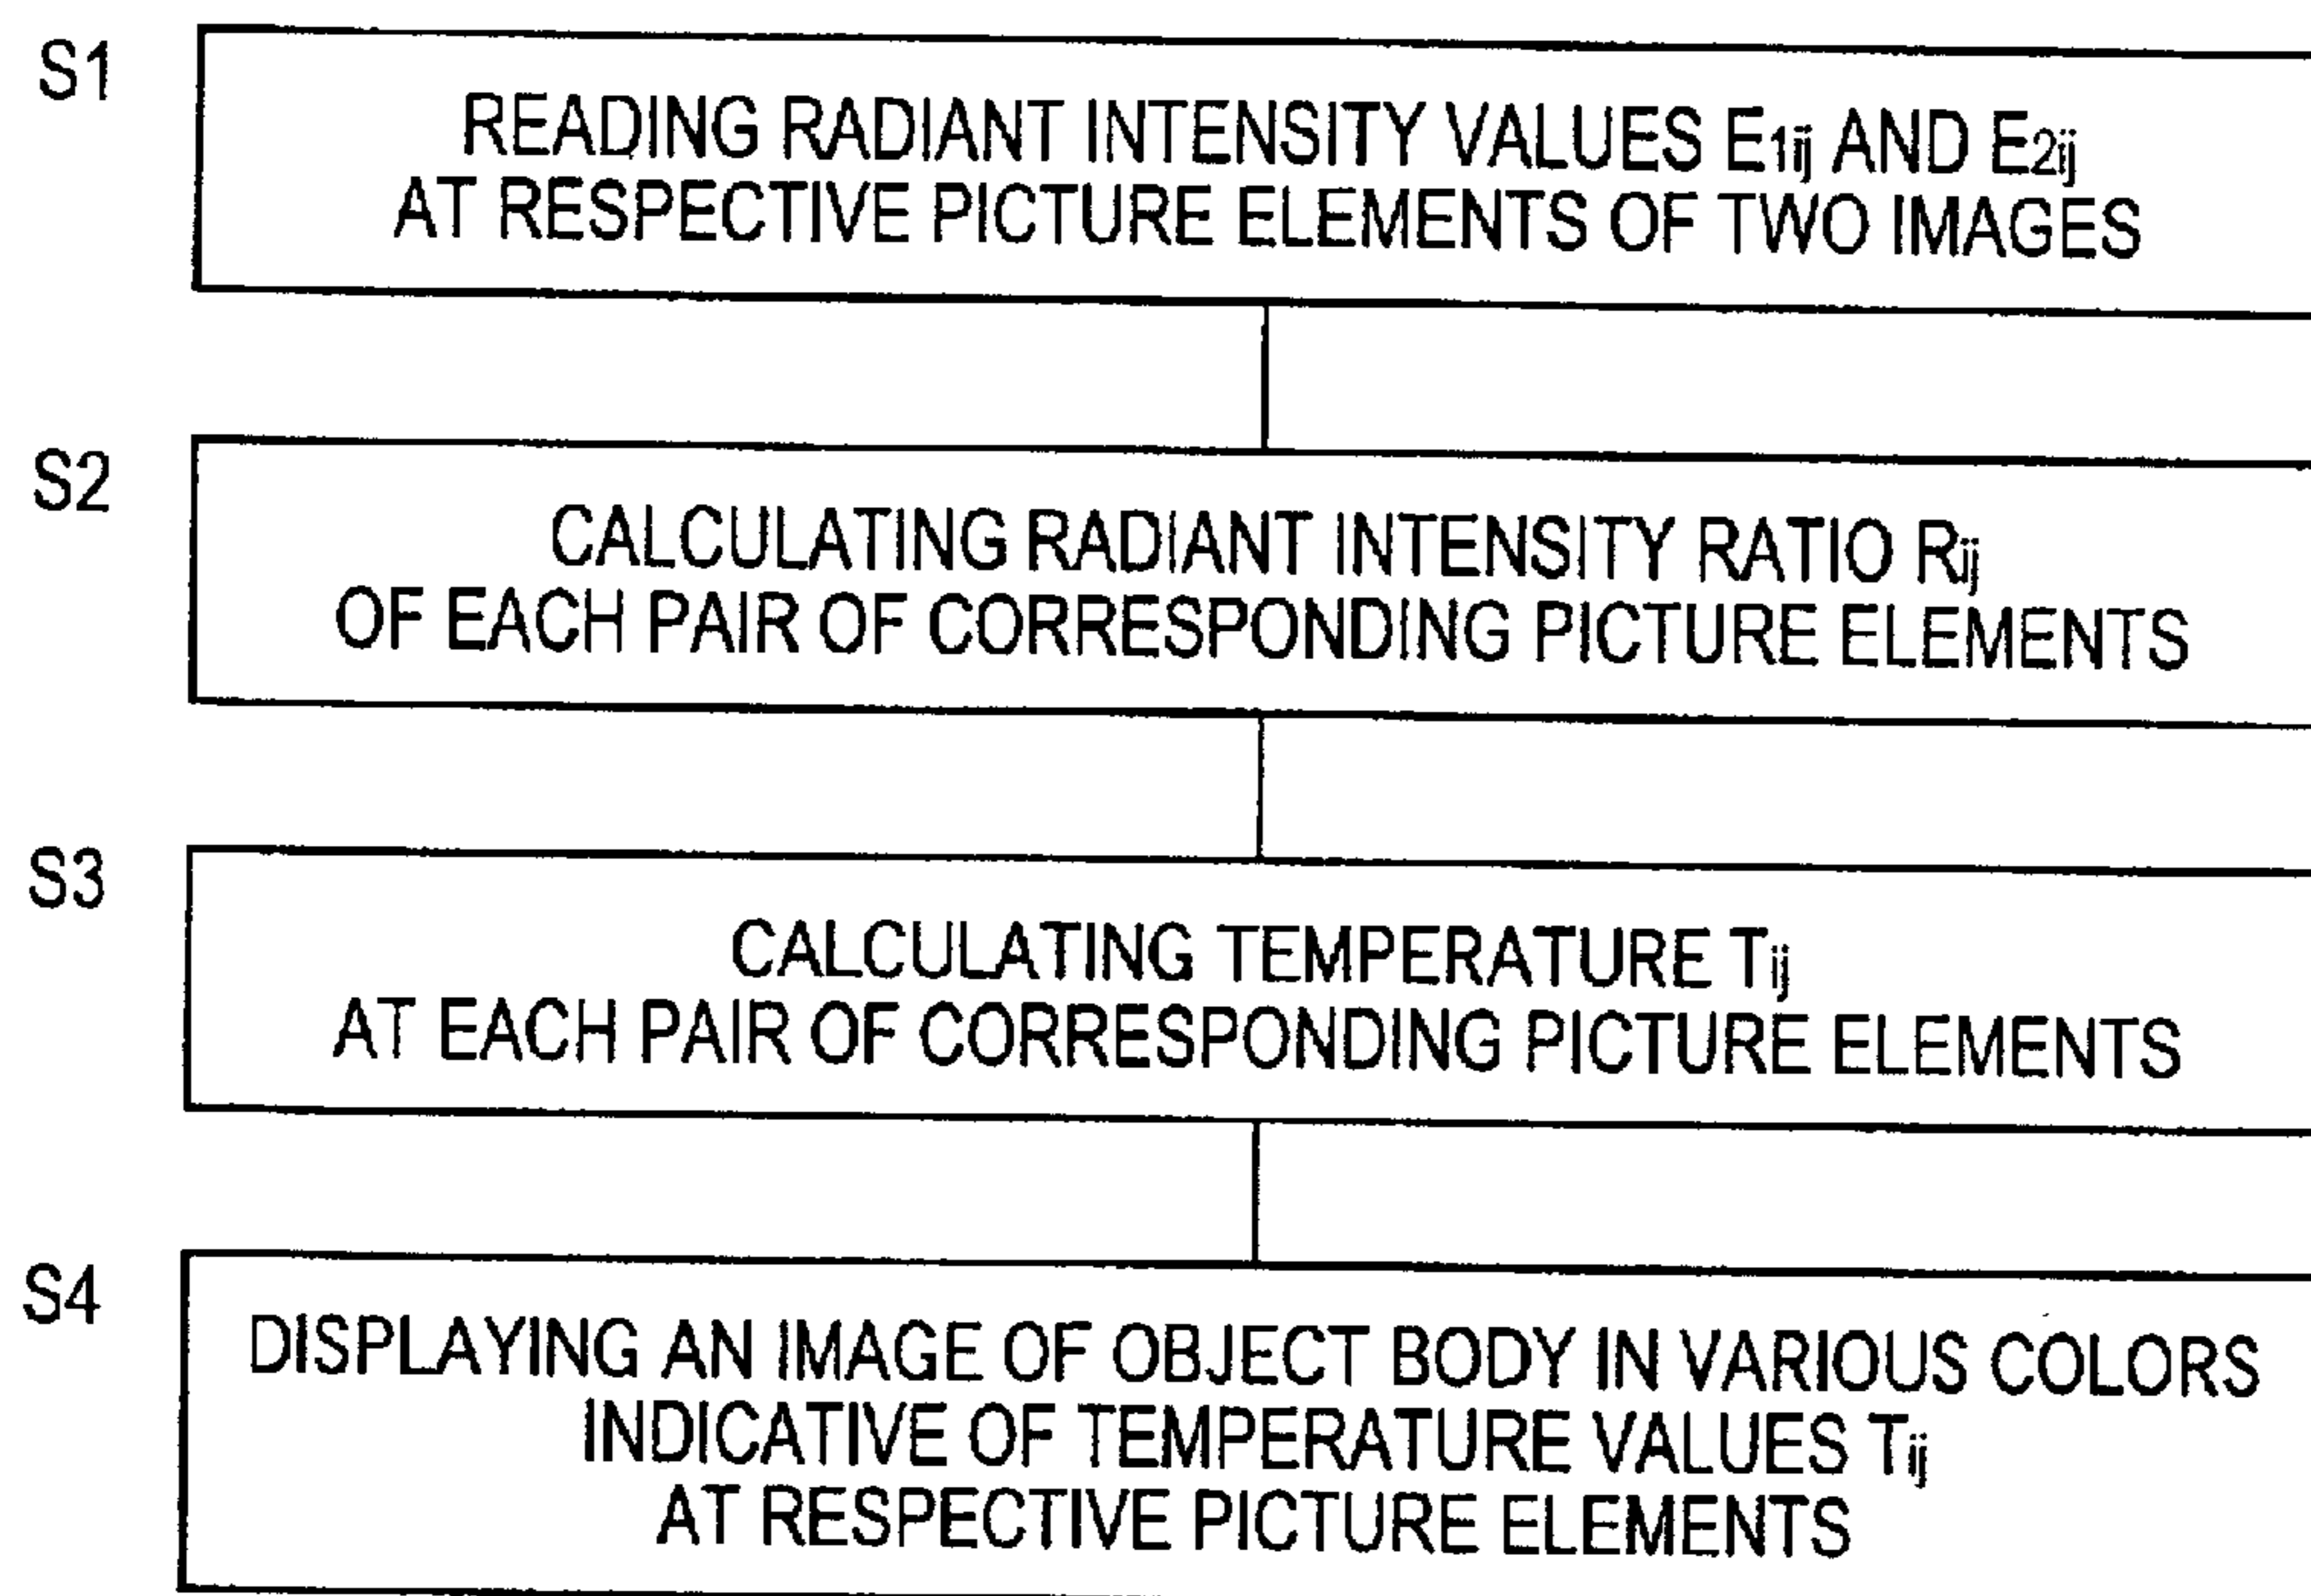 S1
READING RADIANT INTENSITY VALUES E1ij AND E2ij
AT RESPECTIVE PICTURE ELEMENTS OF TWO IMAGES
S2
CALCULATING RADIANT INTENSITY RATIO Rij
OF EACH PAIR OF CORRESPONDING PICTURE ELEMENTS
S3
CALCULATING TEMPERATURE Tij
AT EACH PAIR OF CORRESPONDING PICTURE ELEMENTS
S4
DISPLAYING AN IMAGE OF OBJECT BODY IN VARIOUS COLORS
INDICATIVE OF TEMPERATURE VALUES Tij
AT RESPECTIVE PICTURE ELEMENTS